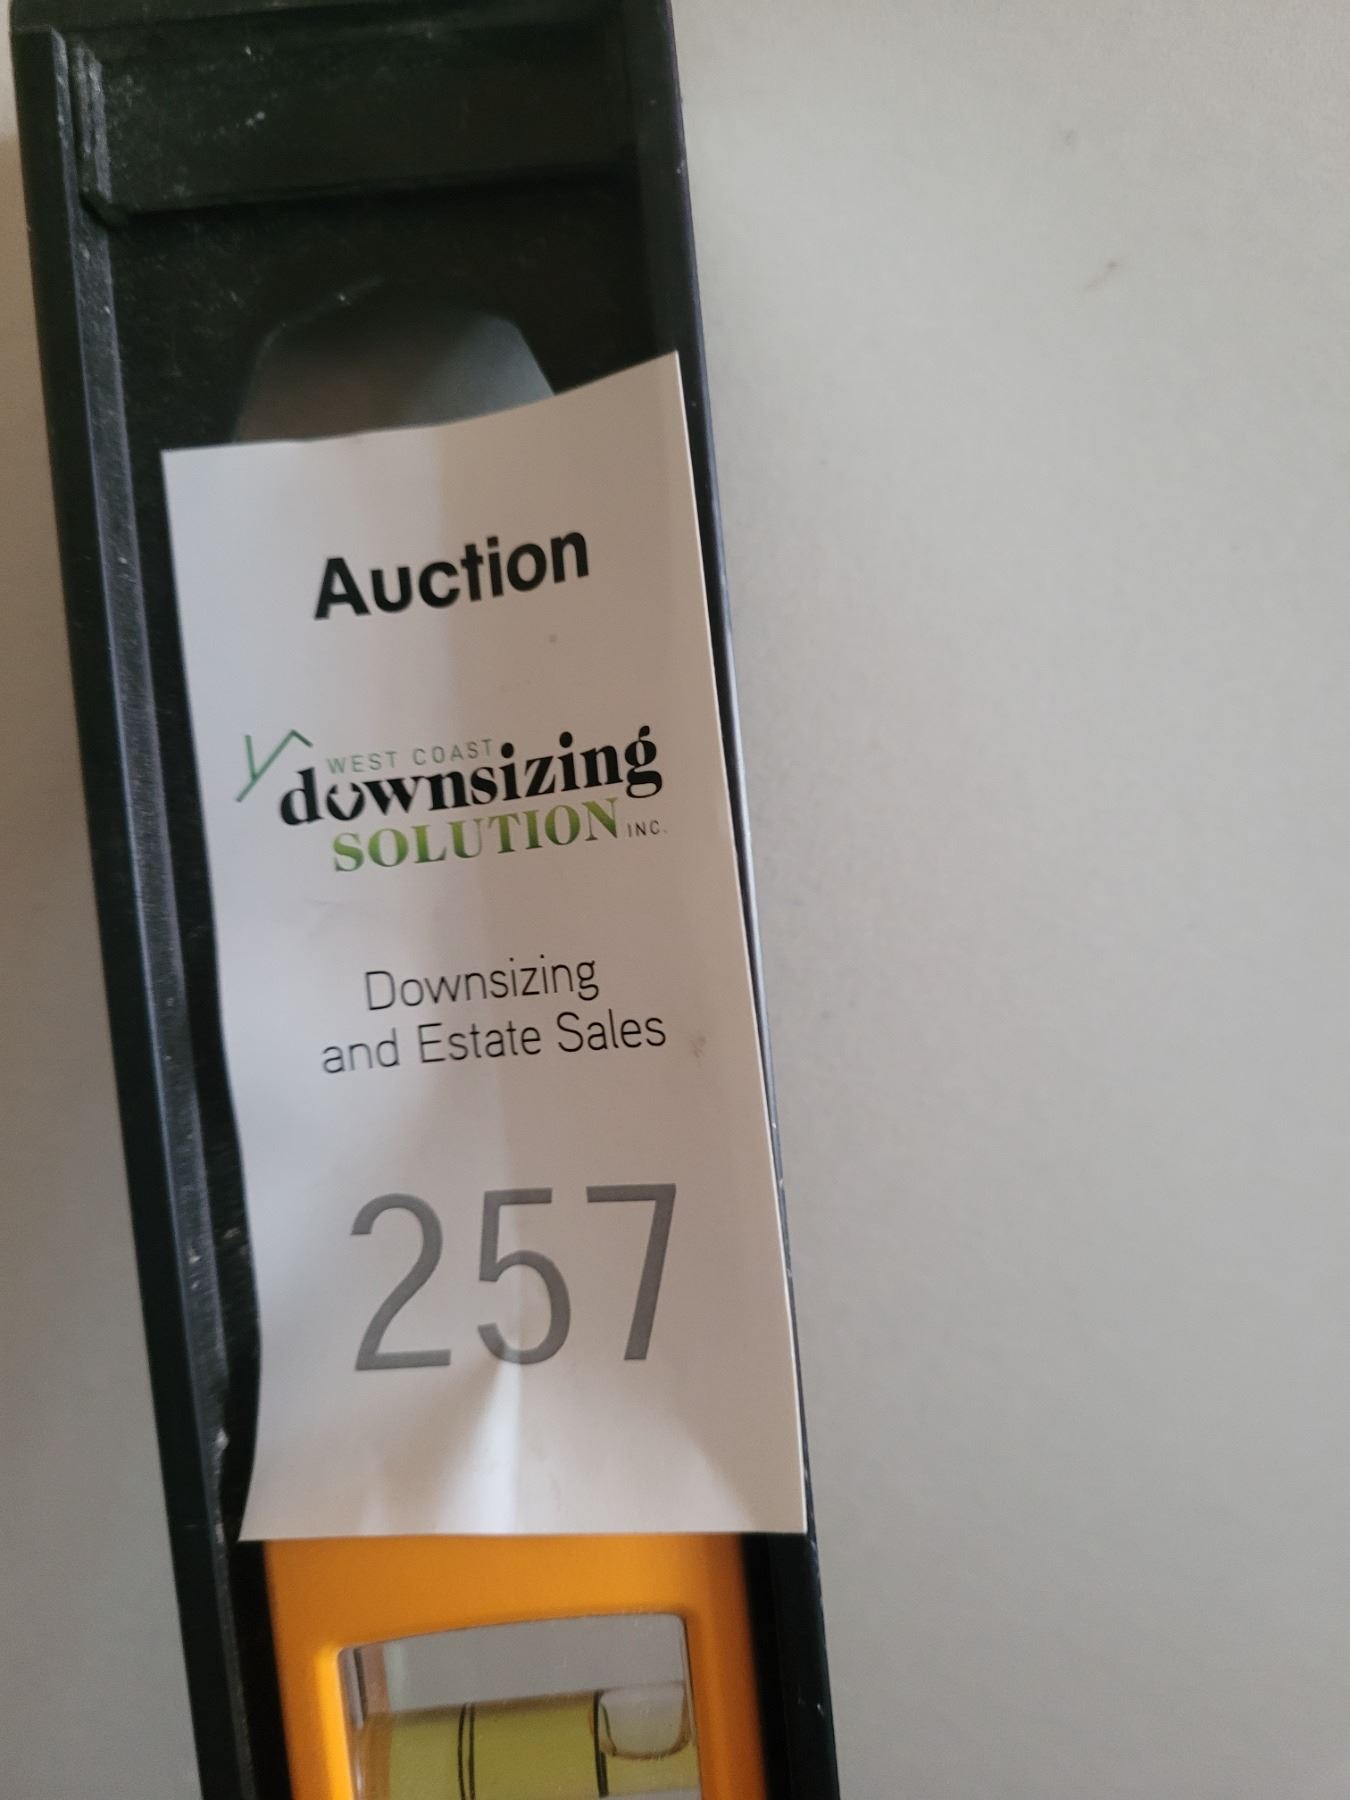 Auction
WEST COAST
downsizing
SOLUTION INC.
Downsizing
and Estate Sales
257